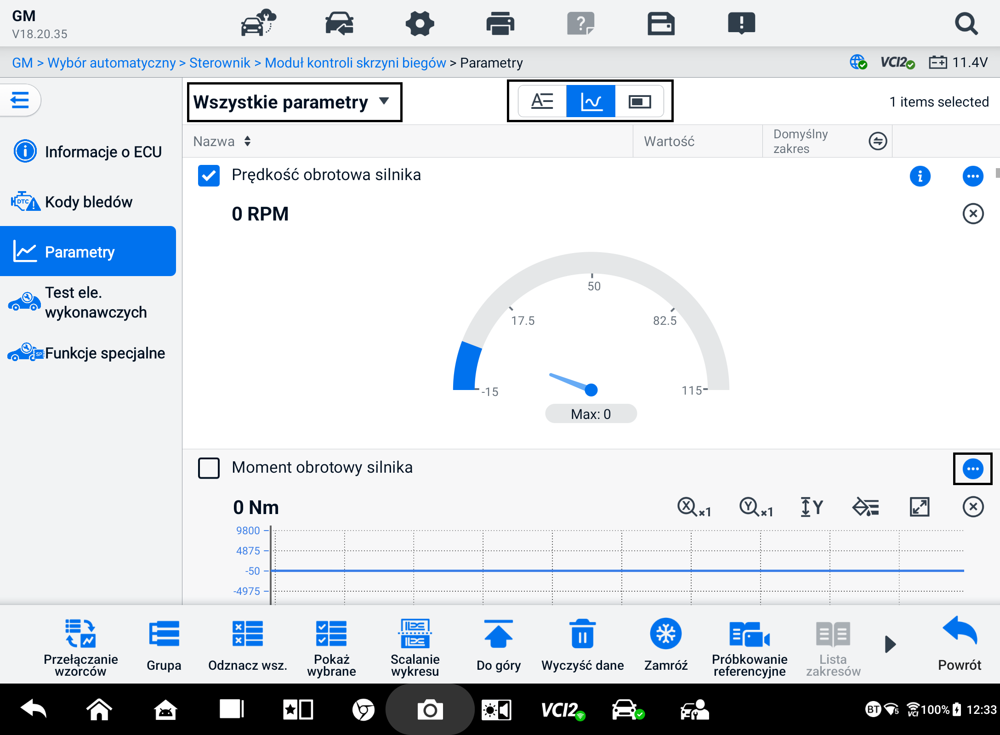 GM
V18.20.35
GM > Wybór automatyczny > Sterownik > Moduł kontroli skrzyni biegów > Parametry
VCI2
11.4V
Wszystkie parametry
A
1 items selected
Nazwa
Wartość
Domyślny
zakres
Informacje o ECU
DTC
Kody bledów
Parametry
Test ele.
wykonawczych
SP
Funkcje specjalne
Prędkość obrotowa silnika
0 RPM
50
17.5
82.5
-15
115
Max: 0
Moment obrotowy silnika
0 Nm
X ×1
Y ×1
Y
9800
4875
-50
-4975
Przełączanie
wzorców
Grupa
Odznacz wsz.
Pokaż
wybrane
Scalanie
wykresu
Do góry
Wyczyść dane
Zamróź
Próbkowanie
referencyjne
Lista
zakresów
Powrót
VCI2
BT
5
VCI
100%
12:33